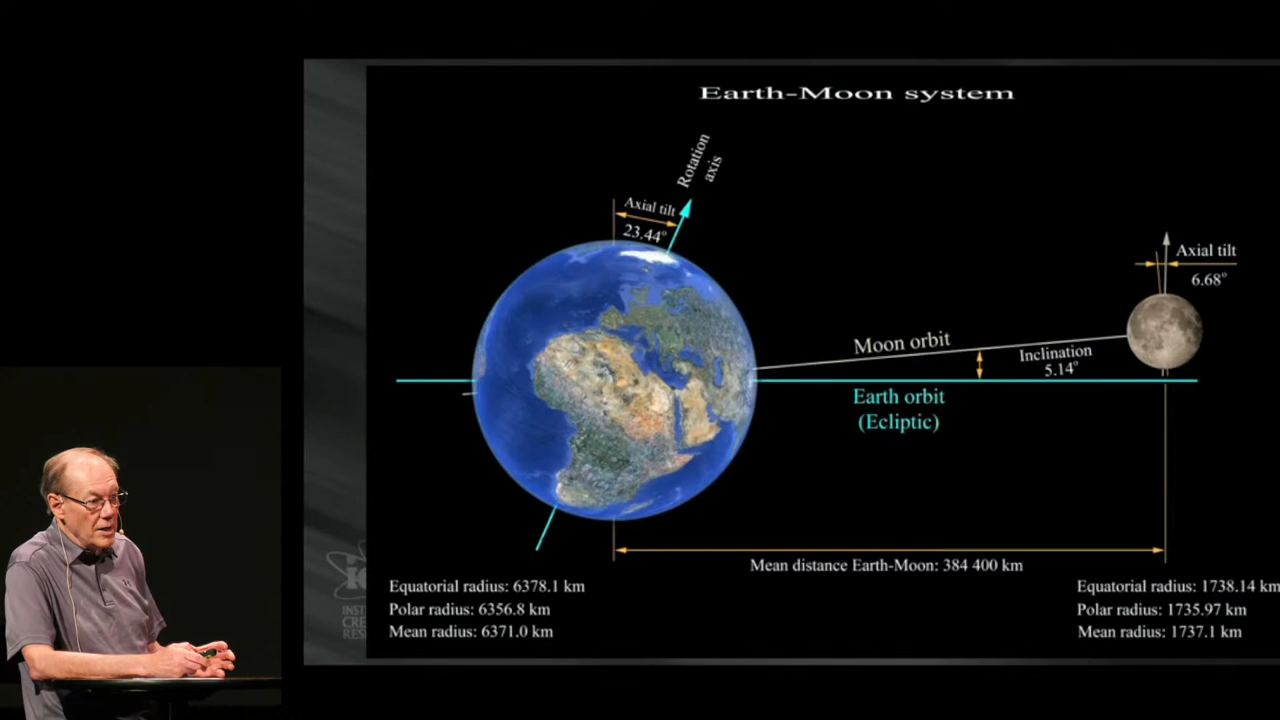 Earth-Moon system
Rotation
axis
Axial tilt
23.44°
Axial tilt
6.68°
Moon orbit
Inclination
5.14°
Earth orbit
(Ecliptic)
Mean distance Earth-Moon: 384 400 km
Equatorial radius: 6378.1 km
Polar radius: 6356.8 km
Mean radius: 6371.0 km
Equatorial radius: 1738.14 km
Polar radius: 1735.97 km
Mean radius: 1737.1 km